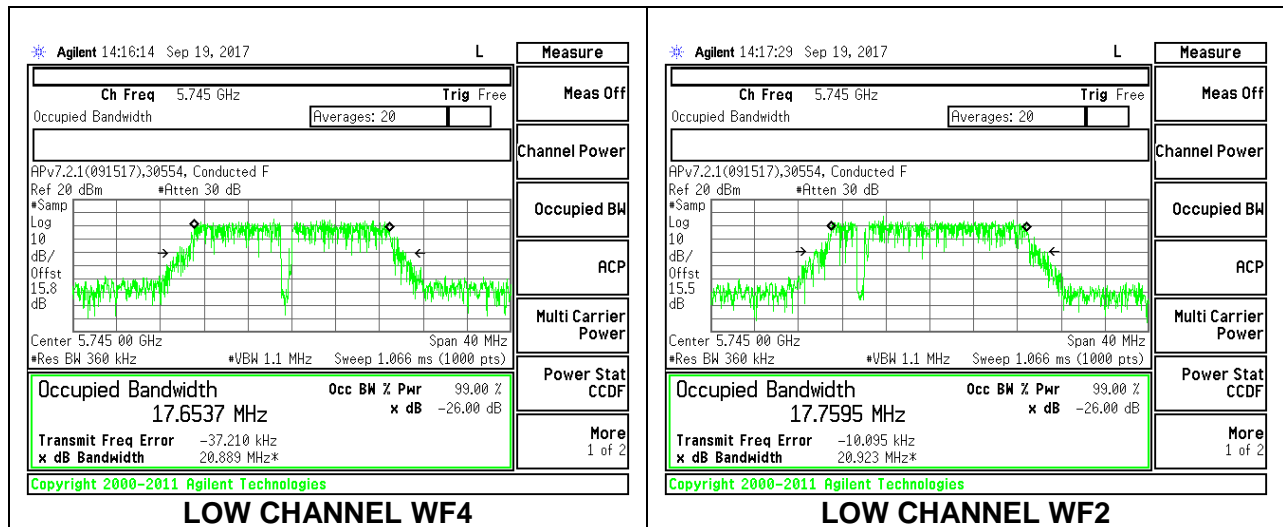 Agilent 14:16:14 Sep 19, 2017 L
Measure
Ch Freq 5.745 GHz Trig Free
Occupied Bandwidth Averages: 20
Meas Off
Channel Power
APv7.2.1(091517),30554, Conducted F
Ref 20 dBm #Atten 30 dB
#Samp
Log
10
dB/
Offst
15.8
dB
Occupied BW
ACP
Multi Carrier
Power
Center 5.745 00 GHz Span 40 MHz
#Res BW 360 kHz #VBW 1.1 MHz Sweep 1.066 ms (1000 pts)
Power Stat
CCDF
Occupied Bandwidth Occ BW % Pwr 99.00 %
17.6537 MHz x dB -26.00 dB
Transmit Freq Error -37.210 kHz
x dB Bandwidth 20.889 MHz*
More
1 of 2
Copyright 2000-2011 Agilent Technologies
LOW CHANNEL WF4
Agilent 14:17:29 Sep 19, 2017 L
Measure
Ch Freq 5.745 GHz Trig Free
Occupied Bandwidth Averages: 20
Meas Off
Channel Power
APv7.2.1(091517),30554, Conducted F
Ref 20 dBm #Atten 30 dB
#Samp
Log
10
dB/
Offst
15.5
dB
Occupied BW
ACP
Multi Carrier
Power
Center 5.745 00 GHz Span 40 MHz
#Res BW 360 kHz #VBW 1.1 MHz Sweep 1.066 ms (1000 pts)
Power Stat
CCDF
Occupied Bandwidth Occ BW % Pwr 99.00 %
17.7595 MHz x dB -26.00 dB
Transmit Freq Error -10.095 kHz
x dB Bandwidth 20.923 MHz*
More
1 of 2
Copyright 2000-2011 Agilent Technologies
LOW CHANNEL WF2